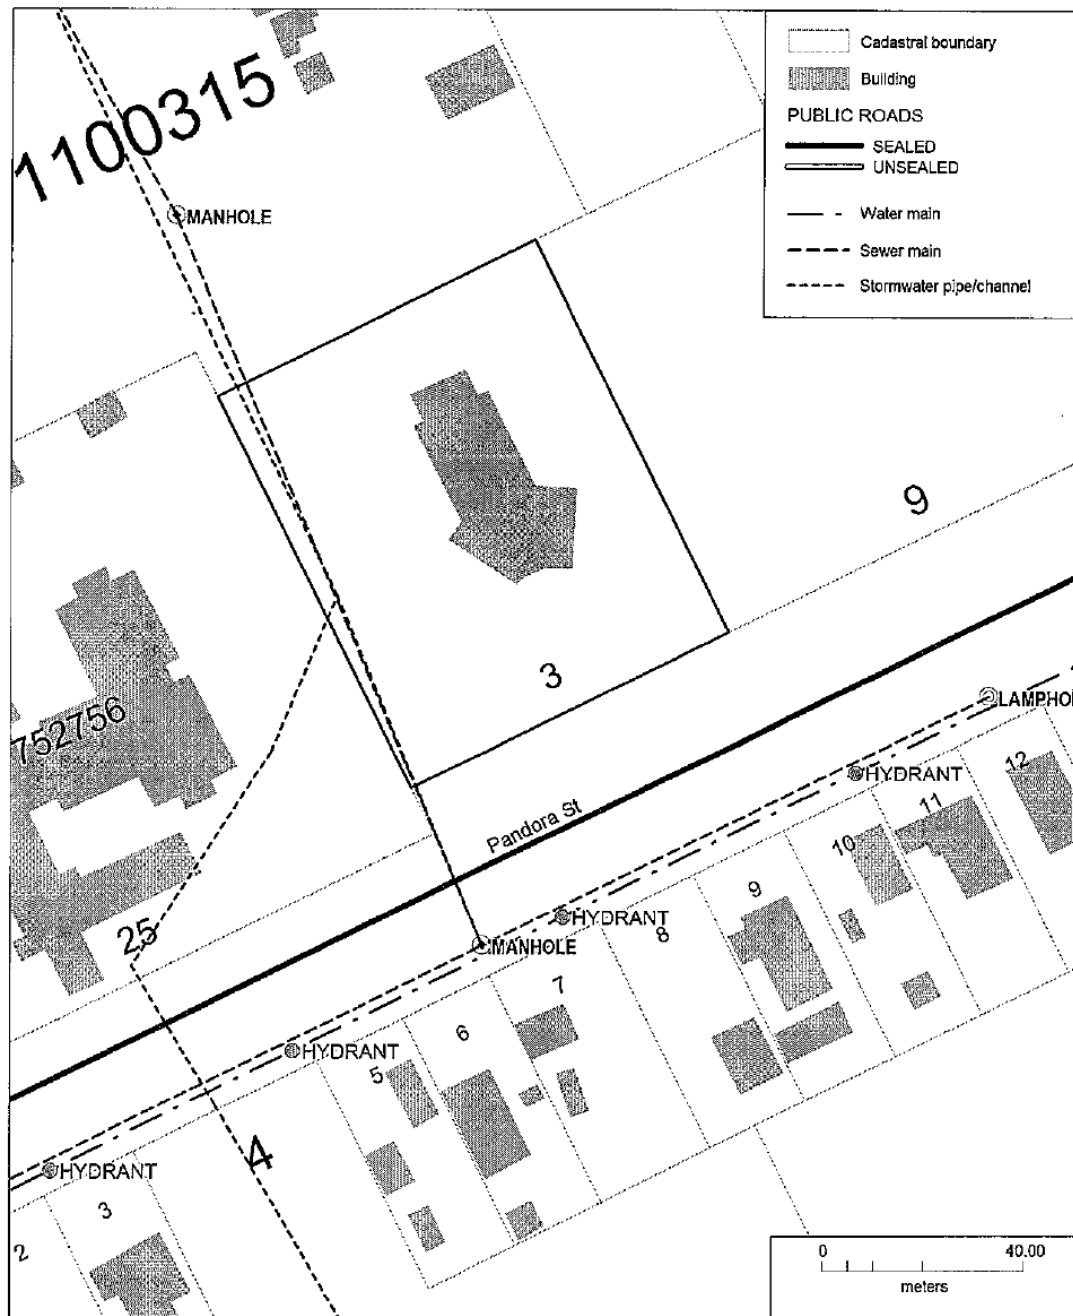 Cadastral boundary
Building
PUBLIC ROADS
SEALED
UNSEALED
Water main
Sewer main
Stormwater pipe/channel
1100315
MANHOLE
9
3
752756
LAMPHOL
HYDRANT
12
11
10
Pandora St
9
HYDRANT
8
25
MANHOLE
7
6
HYDRANT
5
4
HYDRANT
3
2
0 40.00
meters